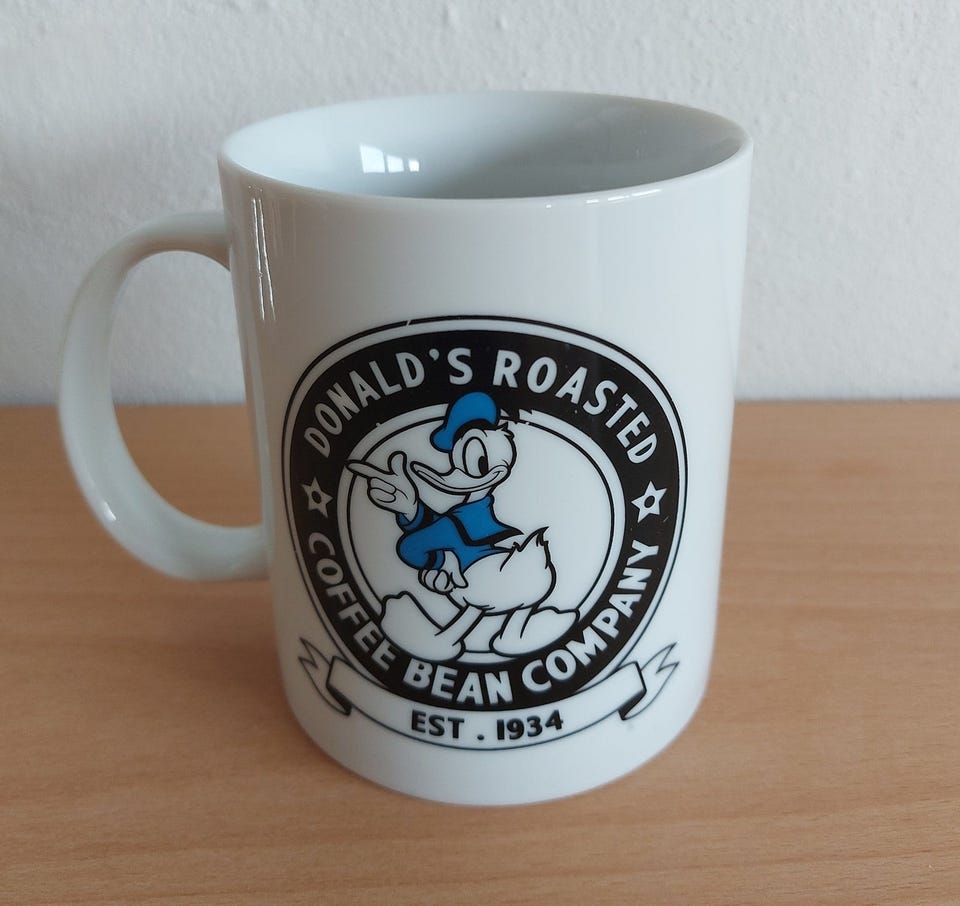 DONALD'S ROASTED
COFFEE BEAN COMPANY
EST . 1934